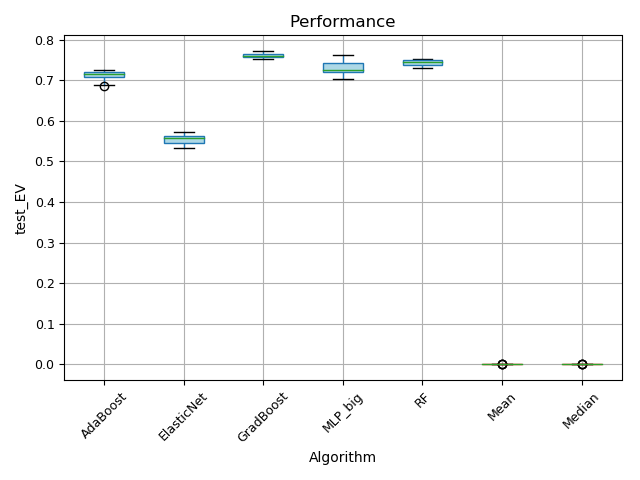 Performance
0.8
0.7
0.6
0.5
0.4
0.3
0.2
0.1
0.0
test_EV
AdaBoost
ElasticNet
GradBoost
MLP_big
RF
Mean
Median
Algorithm